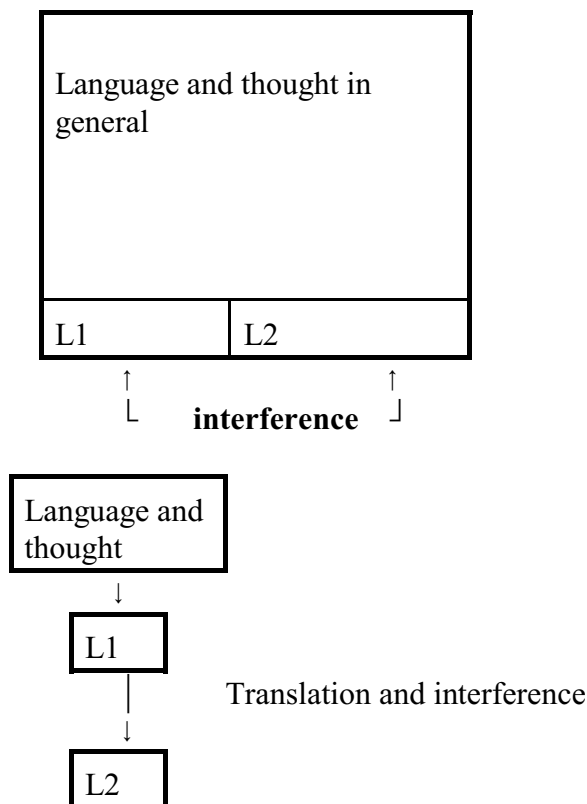 Language and thought in
general
L1 L2
↑ ↑
└ interference ┘
Language and
thought
↓
L1
│
Translation and interference
↓
L2